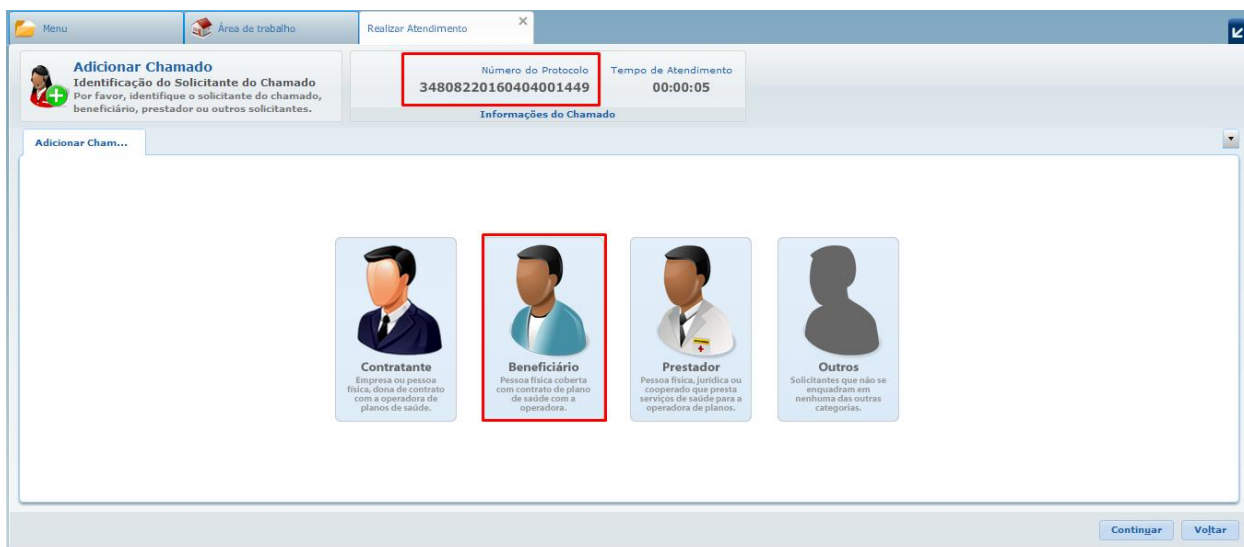 Menu
Área de trabalho
Realizar Atendimento
Adicionar Chamado
Identificação do Solicitante do Chamado
Por favor, identifique o solicitante do chamado,
beneficiário, prestador ou outros solicitantes.
Número do Protocolo
34808220160404001449
Tempo de Atendimento
00:00:05
Informações do Chamado
Adicionar Cham...
Contratante
Empresa ou pessoa
física, dona de contrato
com a operadora de
planos de saúde.
Beneficiário
Pessoa física coberta
com contrato de plano
de saúde com a
operadora.
Prestador
Pessoa física, jurídica ou
cooperado que presta
serviços de saúde para a
operadora de planos.
Outros
Solicitantes que não se
enquadram em
nenhuma das outras
categorias.
Continuar
Voltar